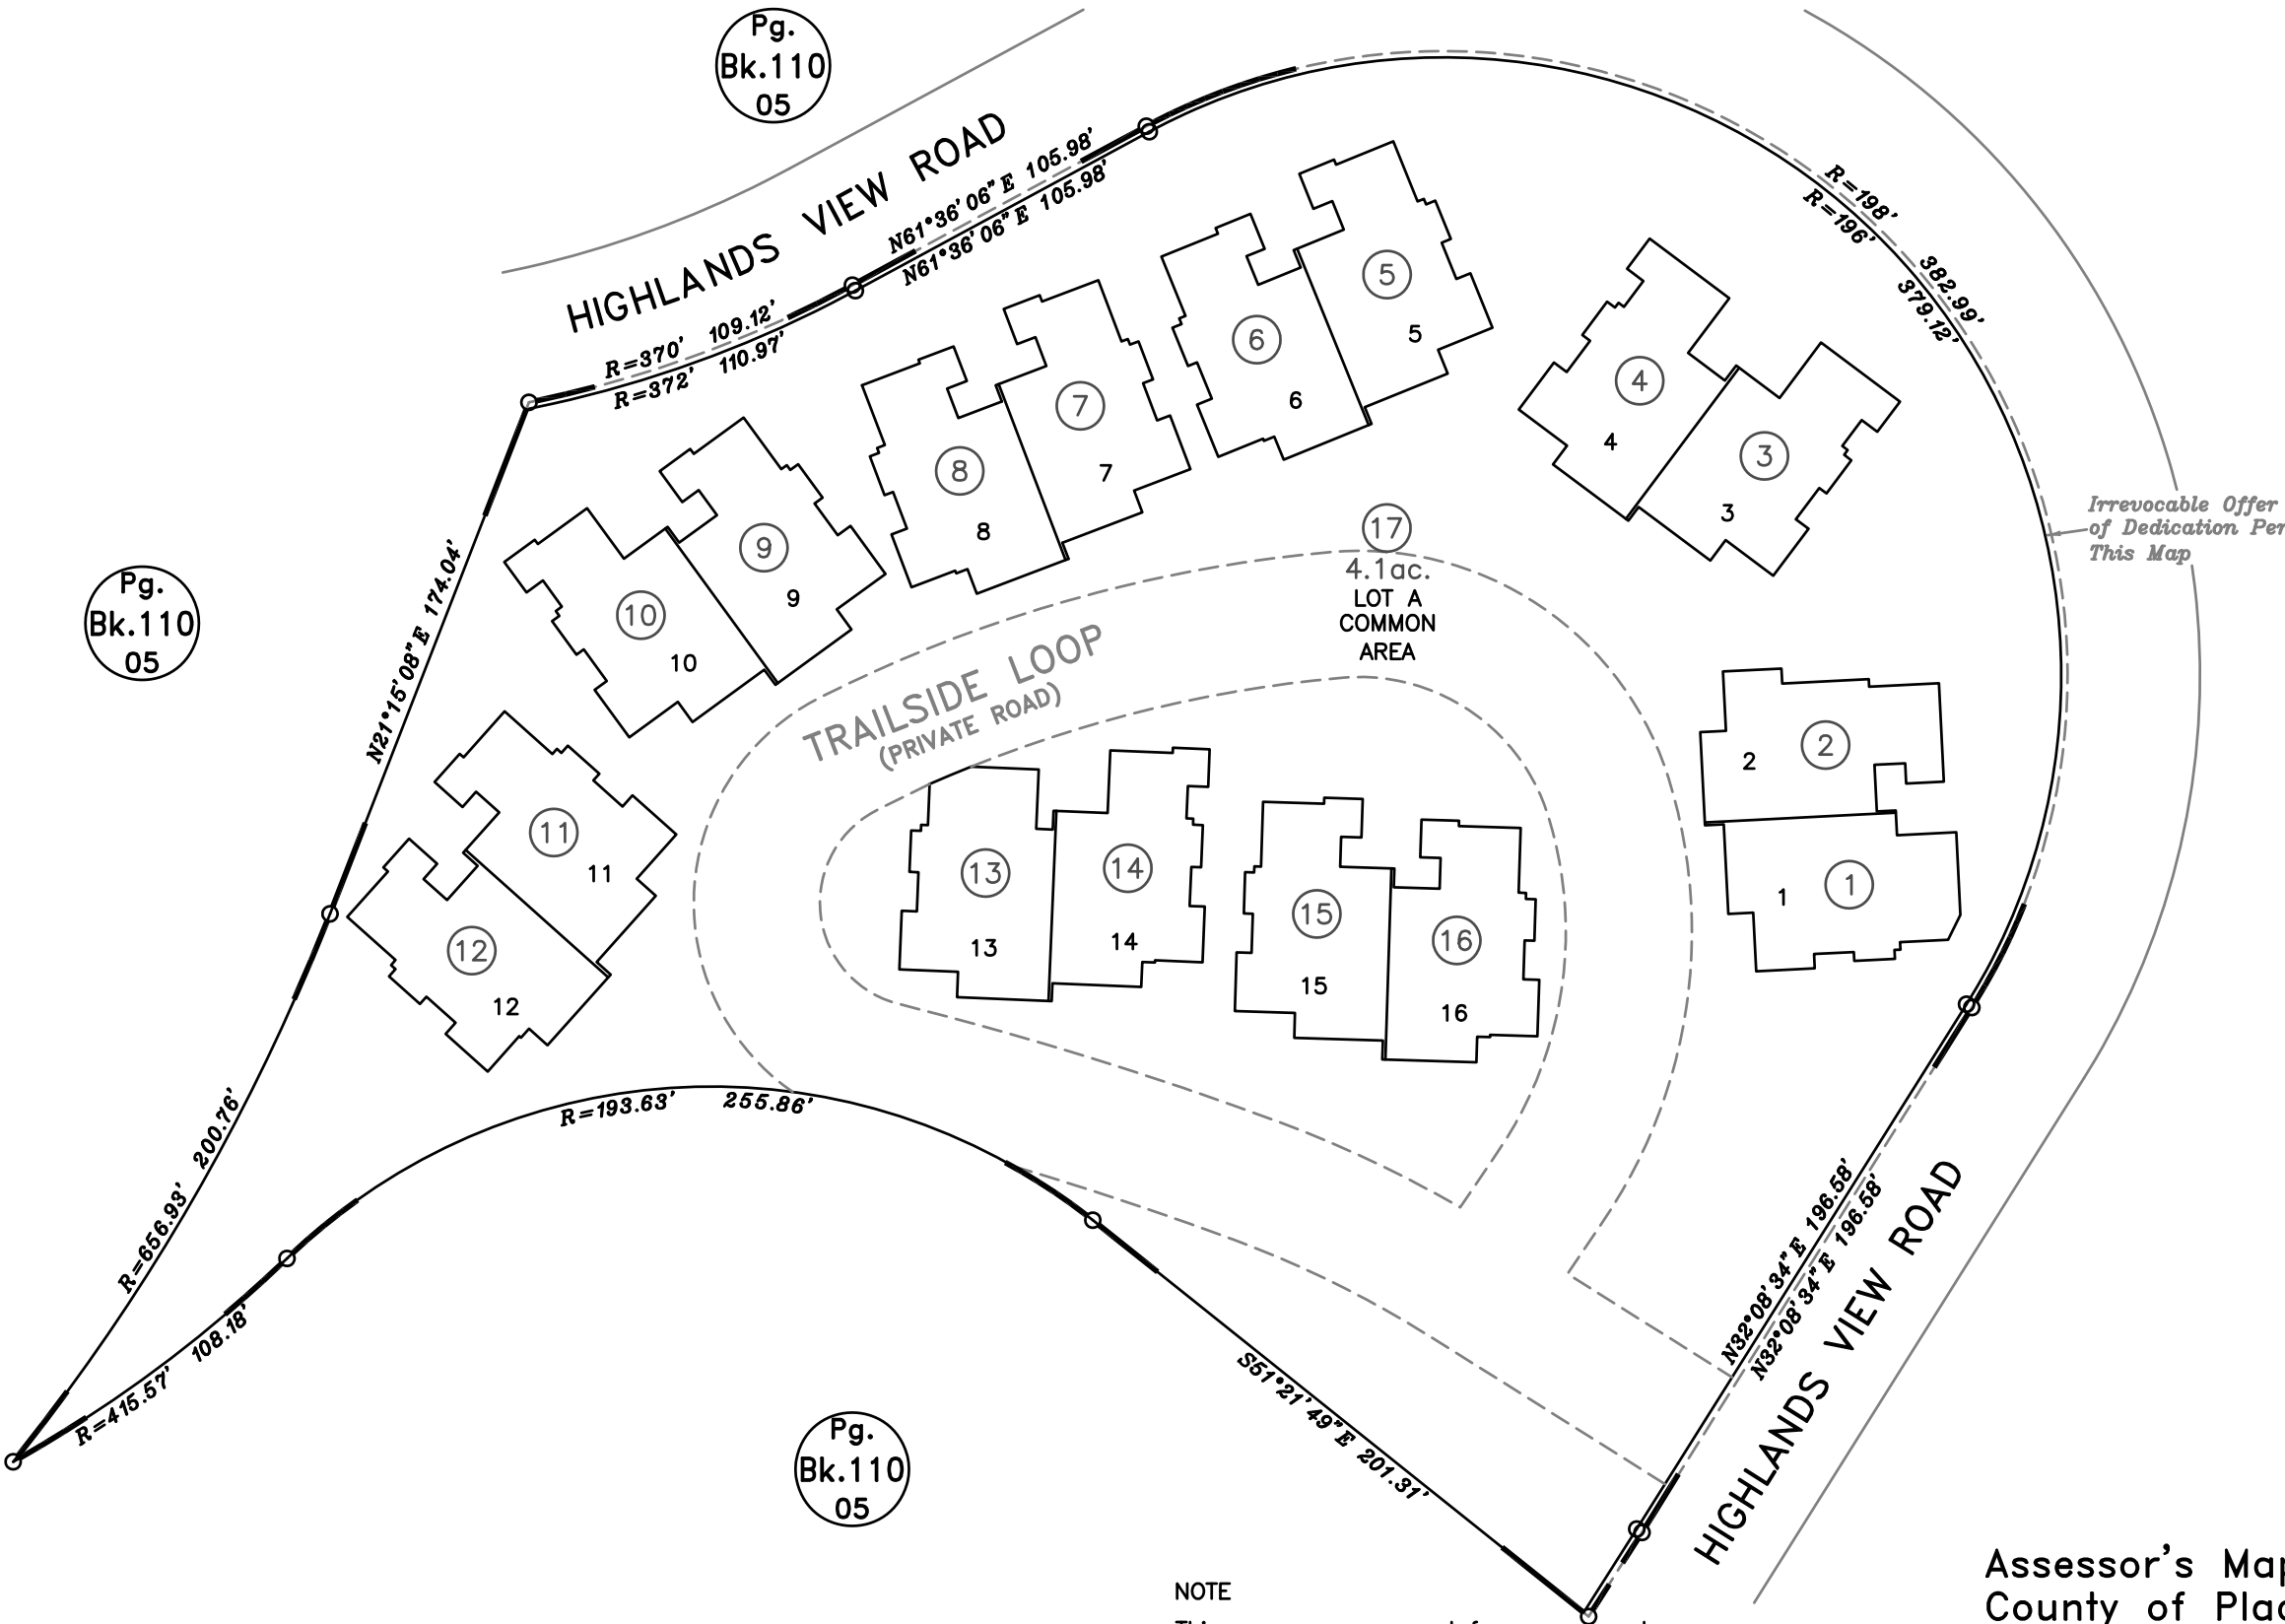 Pg.
Bk.110
05
HIGHLANDS VIEW ROAD
N61°36'06"E 105.98'
N61°36'06"E 105.98'
R=370' 109.12'
R=372' 110.97'
R=198' 382.99'
R=196' 379.12'
Irrevocable Offer
of Dedication Per
This Map
5
5
6
6
7
7
8
8
4
4
3
3
9
9
10
10
17
4.1ac.
LOT A
COMMON
AREA
Pg.
Bk.110
05
N21°15'08"E 174.04'
TRAILSIDE LOOP
(PRIVATE ROAD)
2
2
1
1
11
11
12
12
13
13
14
14
15
15
16
16
R=656.93' 200.76'
R=193.63' 255.86'
R=415.57' 108.18'
S51°21'49"E 201.31'
N32°08'34"E 196.58'
N32°08'34"E 196.58'
HIGHLANDS VIEW ROAD
Pg.
Bk.110
05
NOTE
Assessor's Map
County of Plac